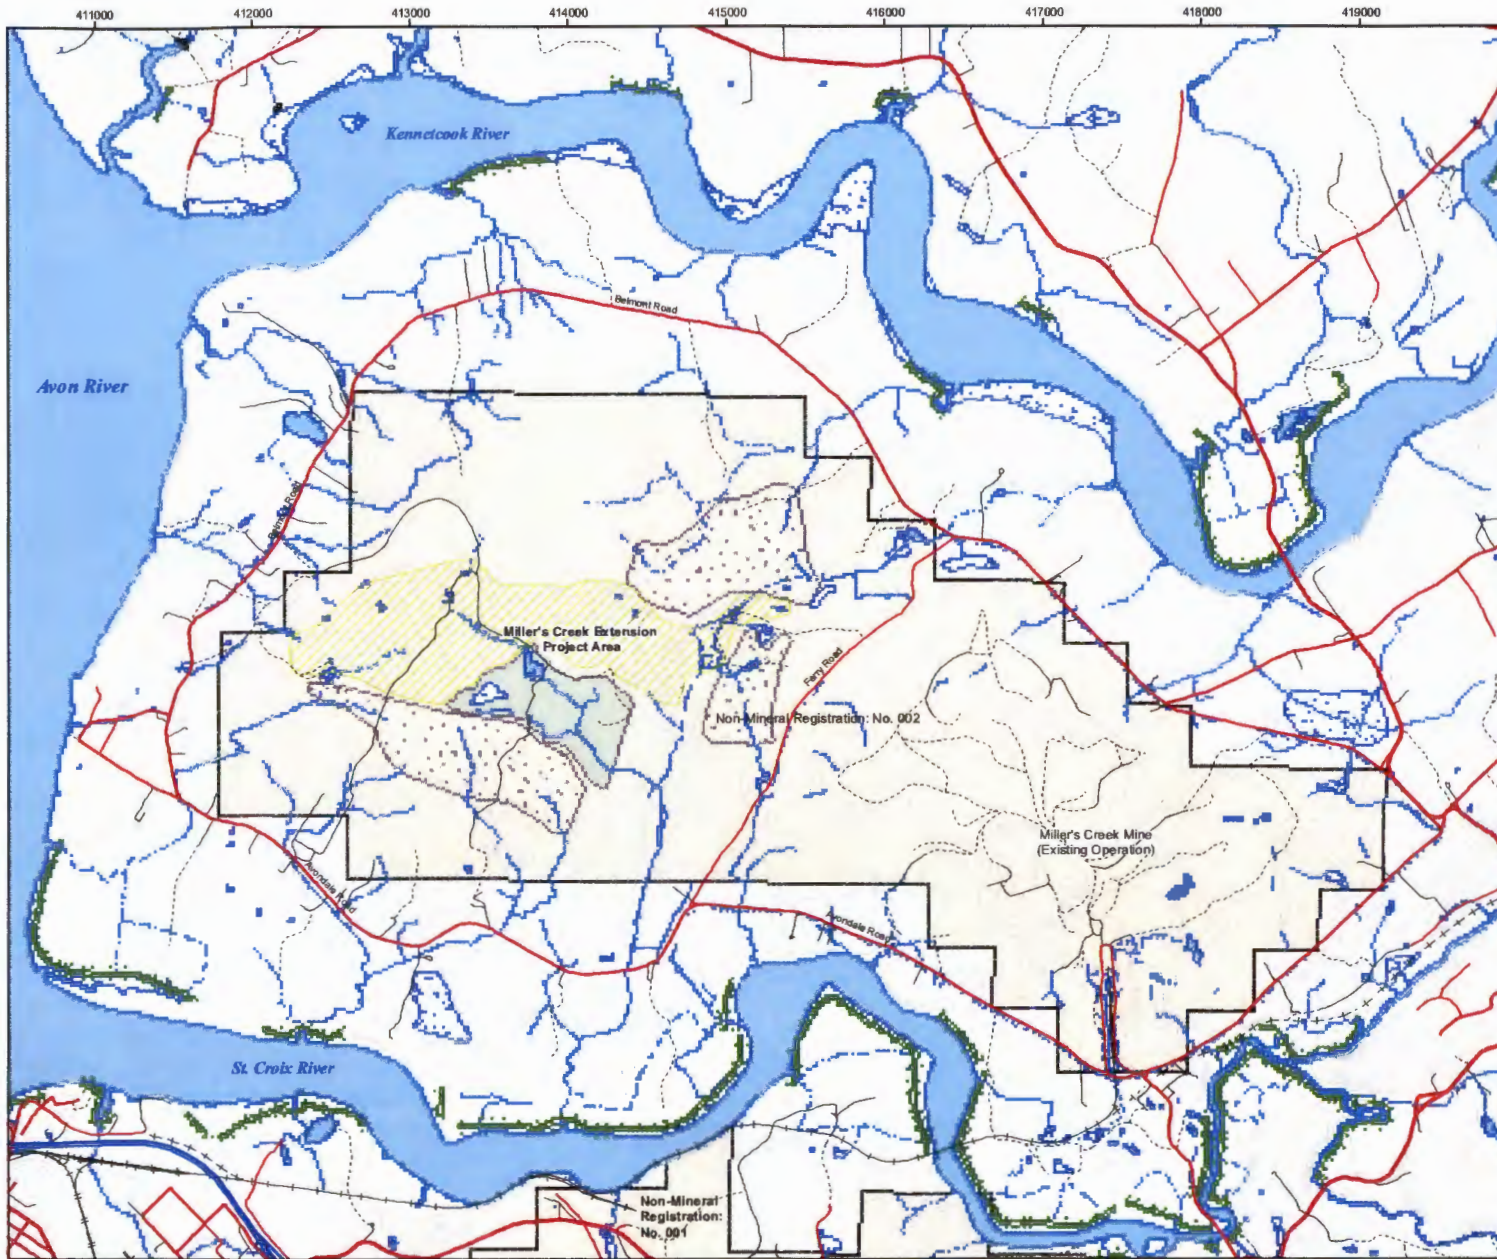 411000 412000 413000 414000 415000 416000 417000 418000 419000
Kennetcook River
Belmont Road
Avon River
Belmont Road
Miller's Creek Extension
Project Area
Ferry Road
Non-Mineral Registration: No. 002
Miller's Creek Mine
(Existing Operation)
Avondale Road
Avondale Road
St. Croix River
Non-Mineral
Registration:
No. 001